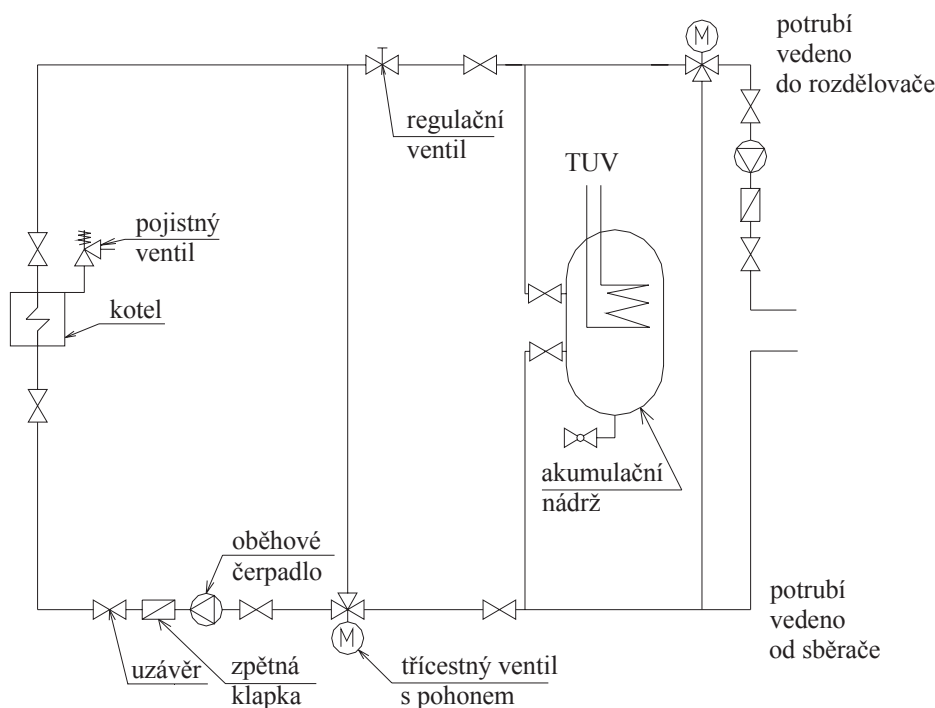 M
potrubí
vedeno
do rozdělovače
regulační
ventil
TUV
pojistný
ventil
kotel
akumulační
nádrž
oběhové
čerpadlo
potrubí
vedeno
od sběrače
M
uzávěr
zpětná
klapka
třícestný ventil
s pohonem